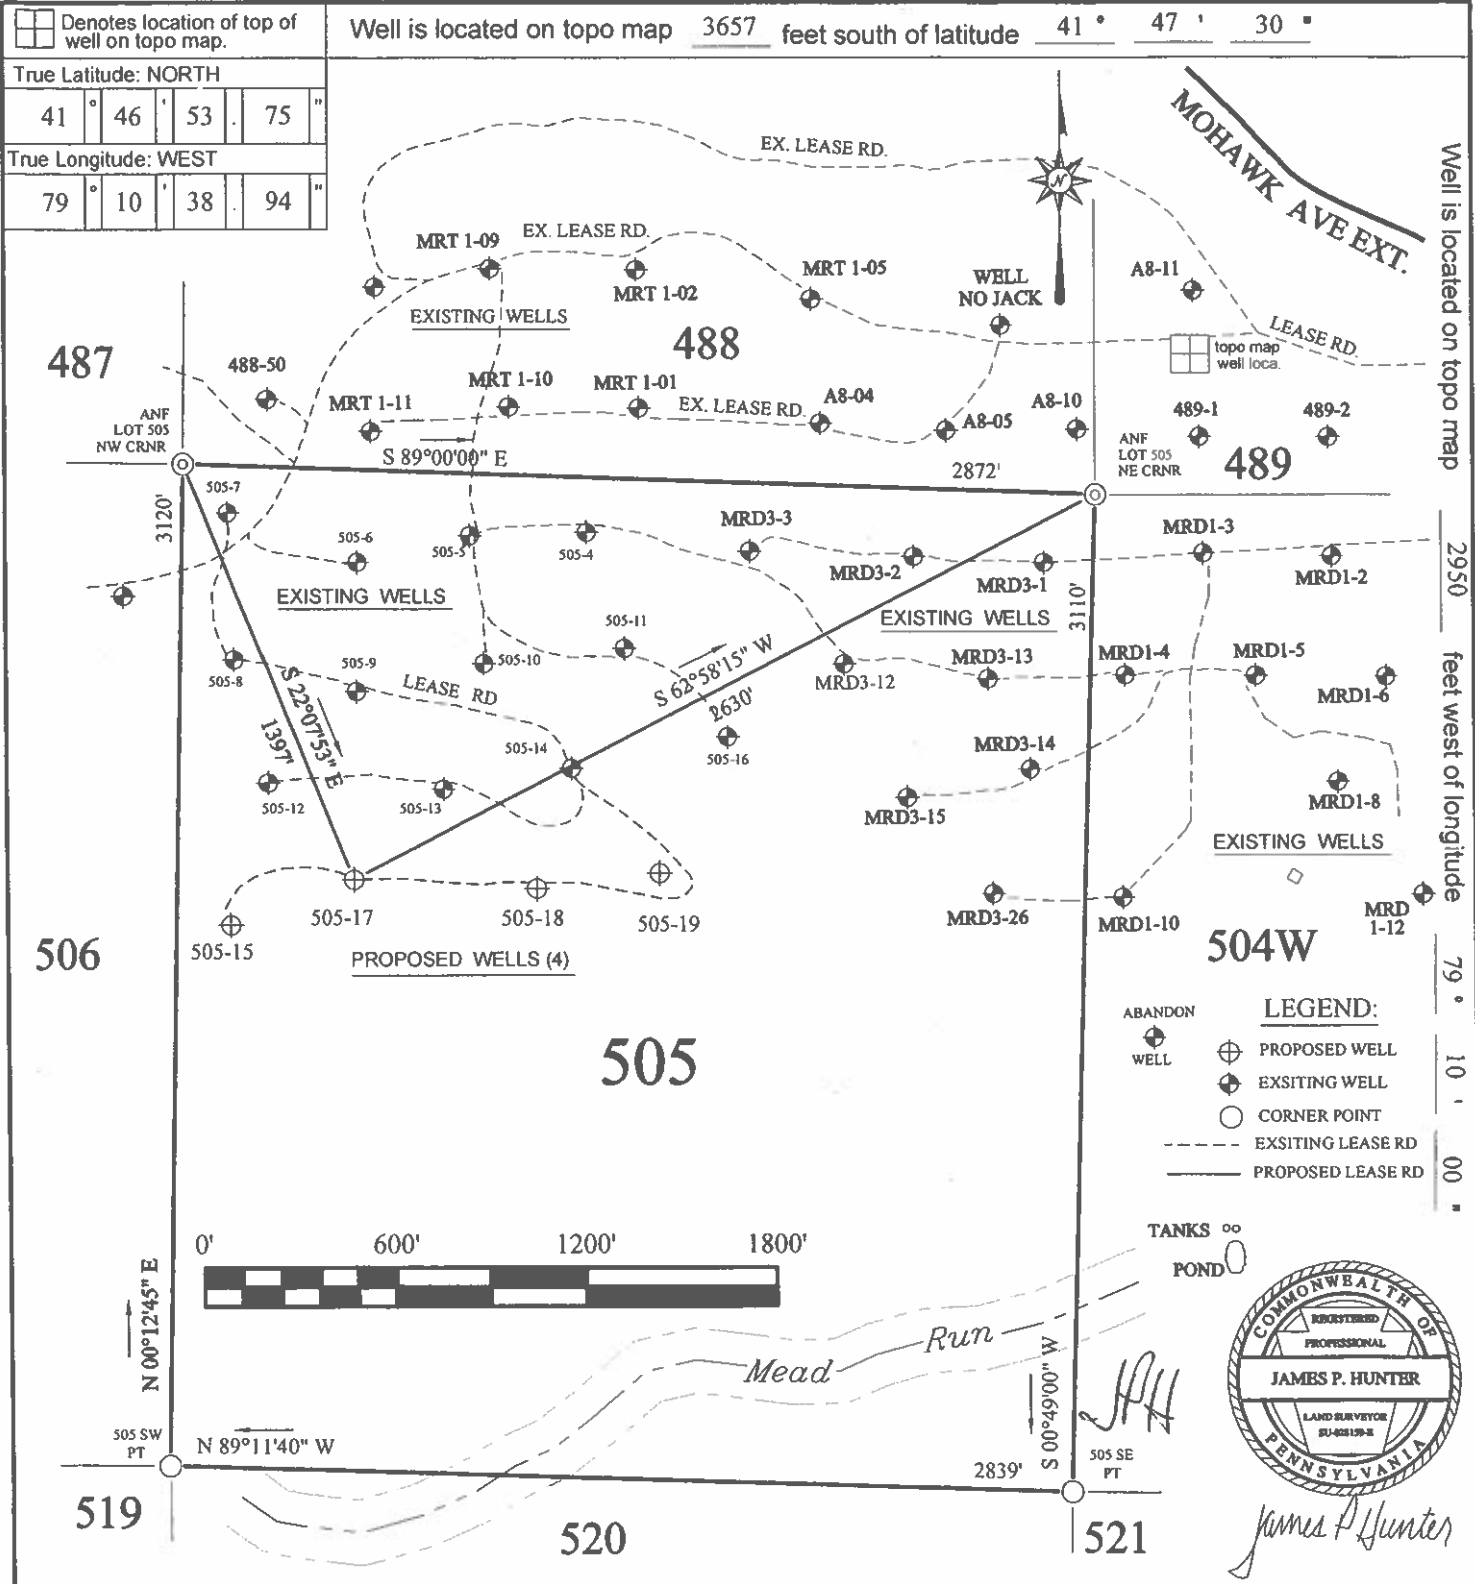 Denotes location of top of
well on topo map.
Well is located on topo map 3657 feet south of latitude 41 ° 47 ' 30 "
True Latitude: NORTH
41 ° 46 ' 53 . 75 "
True Longitude: WEST
79 ° 10 ' 38 . 94 "
Well is located on topo map 2950 feet west of longitude 79 ° 10 ' 00 "
MOHAWK AVE EXT.
EX. LEASE RD.
N
MRT 1-09
EX. LEASE RD.
MRT 1-02
MRT 1-05
WELL
NO JACK
A8-11
EXISTING WELLS
488
LEASE RD.
topo map
well loca.
487
488-50
MRT 1-11
MRT 1-10
MRT 1-01
EX. LEASE RD.
A8-04
A8-05
A8-10
489-1
489-2
ANF
LOT 505
NW CRNR
S 89°00'00" E
2872'
ANF
LOT 505
NE CRNR
489
3120'
505-7
505-6
505-5
505-4
MRD3-3
MRD3-2
MRD3-1
MRD1-3
MRD1-2
EXISTING WELLS
EXISTING WELLS
3110'
505-11
505-8
505-9
505-10
S 62°58'15" W
2630'
MRD3-12
MRD3-13
MRD1-4
MRD1-5
MRD1-6
LEASE RD
S 22°07'53" E
1397'
505-14
505-16
MRD3-14
505-12
505-13
MRD3-15
MRD1-8
EXISTING WELLS
505-15
505-17
505-18
505-19
MRD3-26
MRD1-10
MRD
1-12
506
PROPOSED WELLS (4)
504W
505
ABANDON
WELL
LEGEND:
PROPOSED WELL
EXSITING WELL
CORNER POINT
EXSITING LEASE RD
PROPOSED LEASE RD
TANKS
POND
0' 600' 1200' 1800'
N 00°12'45" E
Mead Run
S 00°49'00" W
JPH
COMMONWEALTH OF
REGISTERED
PROFESSIONAL
JAMES P. HUNTER
LAND SURVEYOR
PENNSYLVANIA
505 SW
PT
N 89°11'40" W
2839'
505 SE
PT
519
520
521
James P Hunter